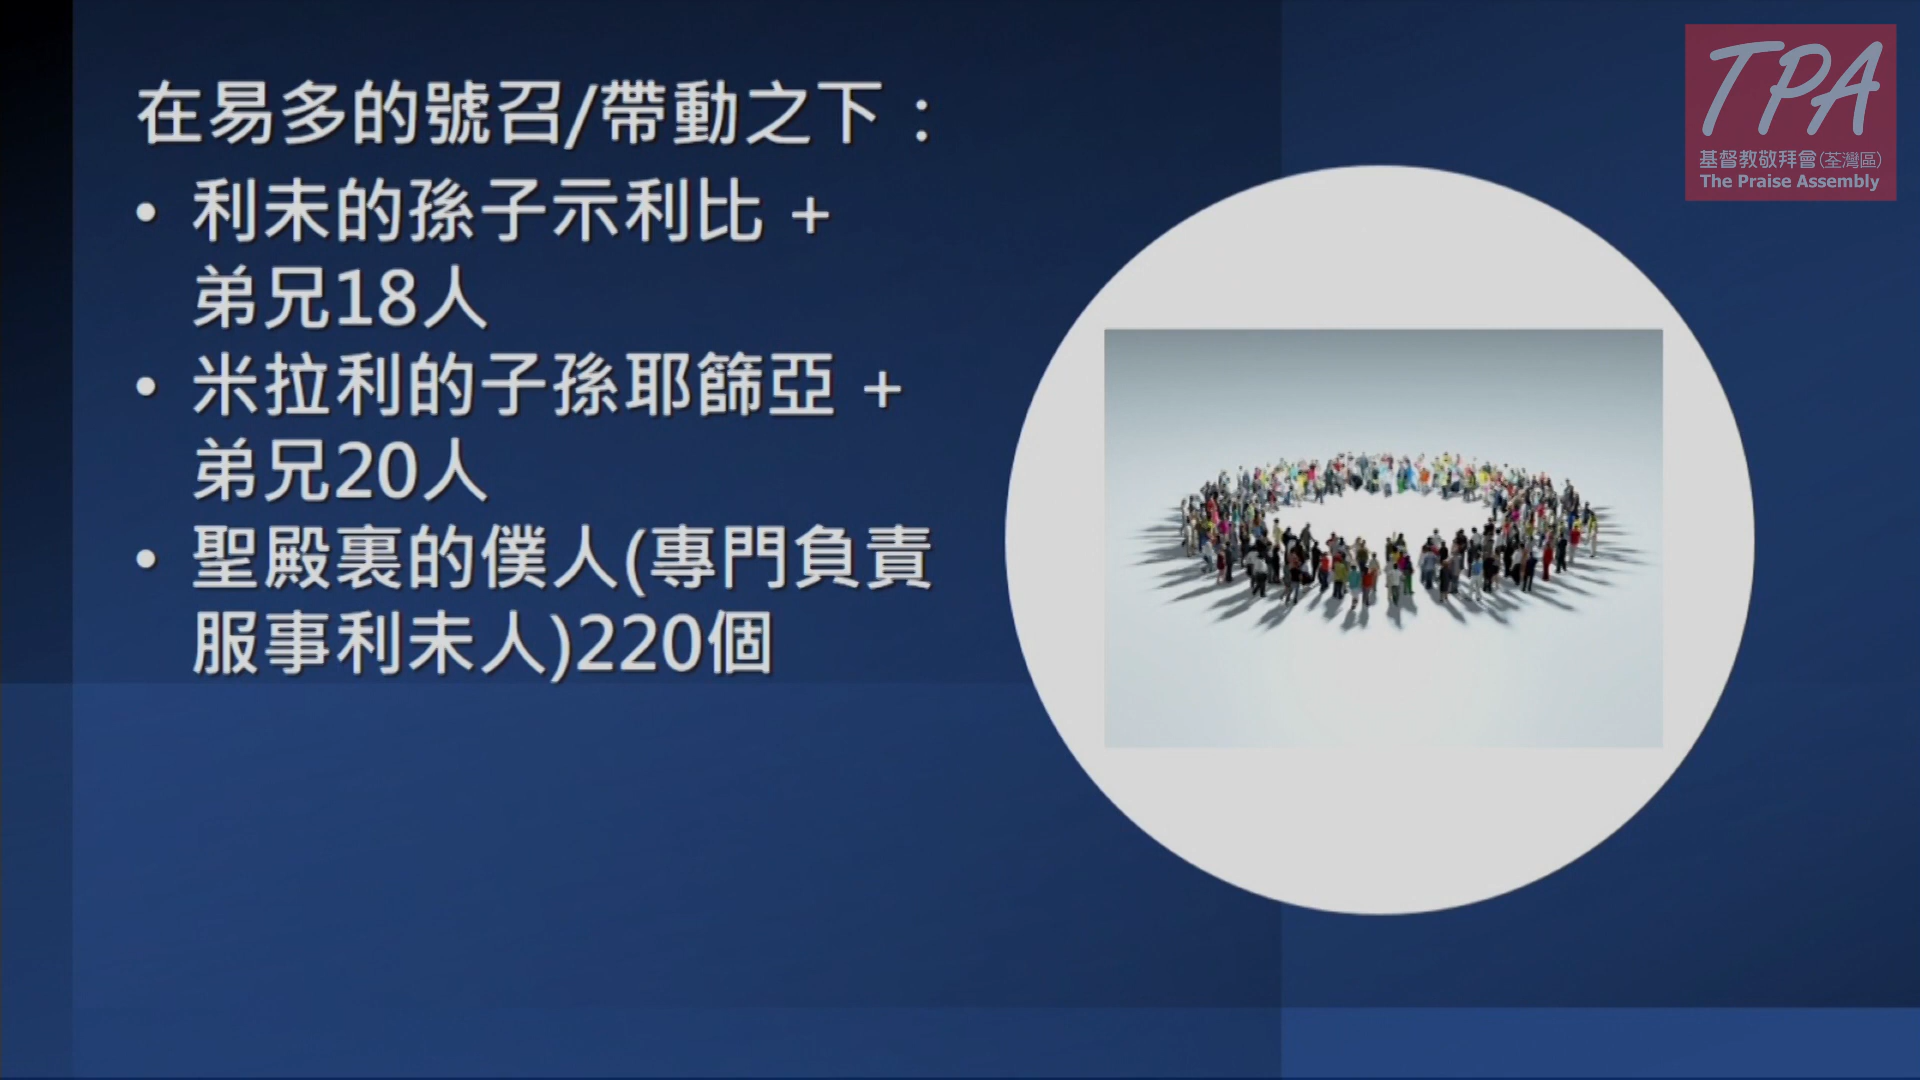 在易多的號召/帶動之下：
• 利未的孫子示利比 +
弟兄18人
• 米拉利的子孫耶篩亞 +
弟兄20人
• 聖殿裏的僕人(專門負責
服事利未人)220個
TPA
基督教敬拜會(荃灣區)
The Praise Assembly